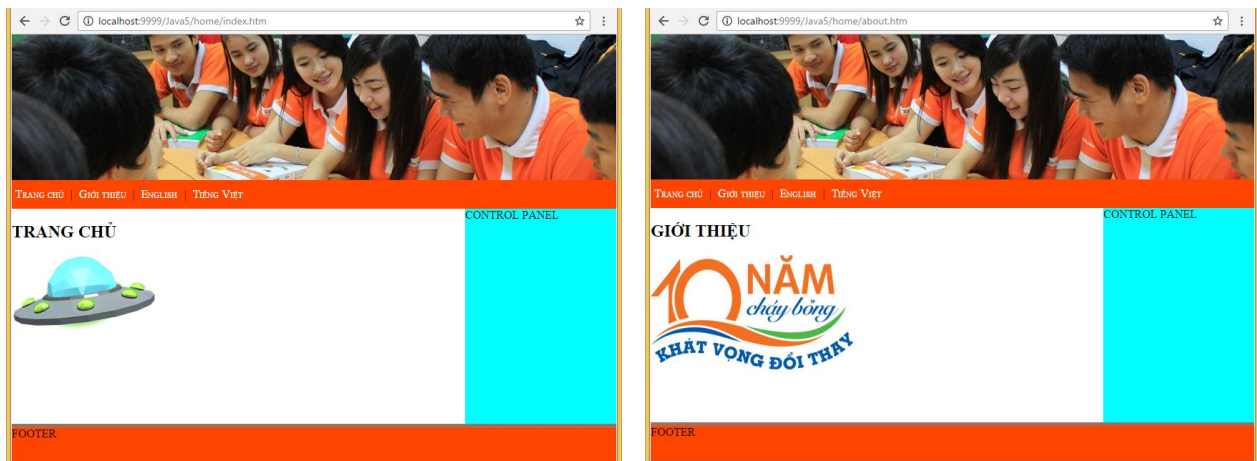 localhost:9999/Java5/home/index.htm
Trang chủ | Giới thiệu | English | Tiếng Việt
CONTROL PANEL
TRANG CHỦ
FOOTER
localhost:9999/Java5/home/about.htm
Trang chủ | Giới thiệu | English | Tiếng Việt
CONTROL PANEL
GIỚI THIỆU
10 NĂM
cháy bỏng
KHÁT VỌNG ĐỔI THAY
FOOTER